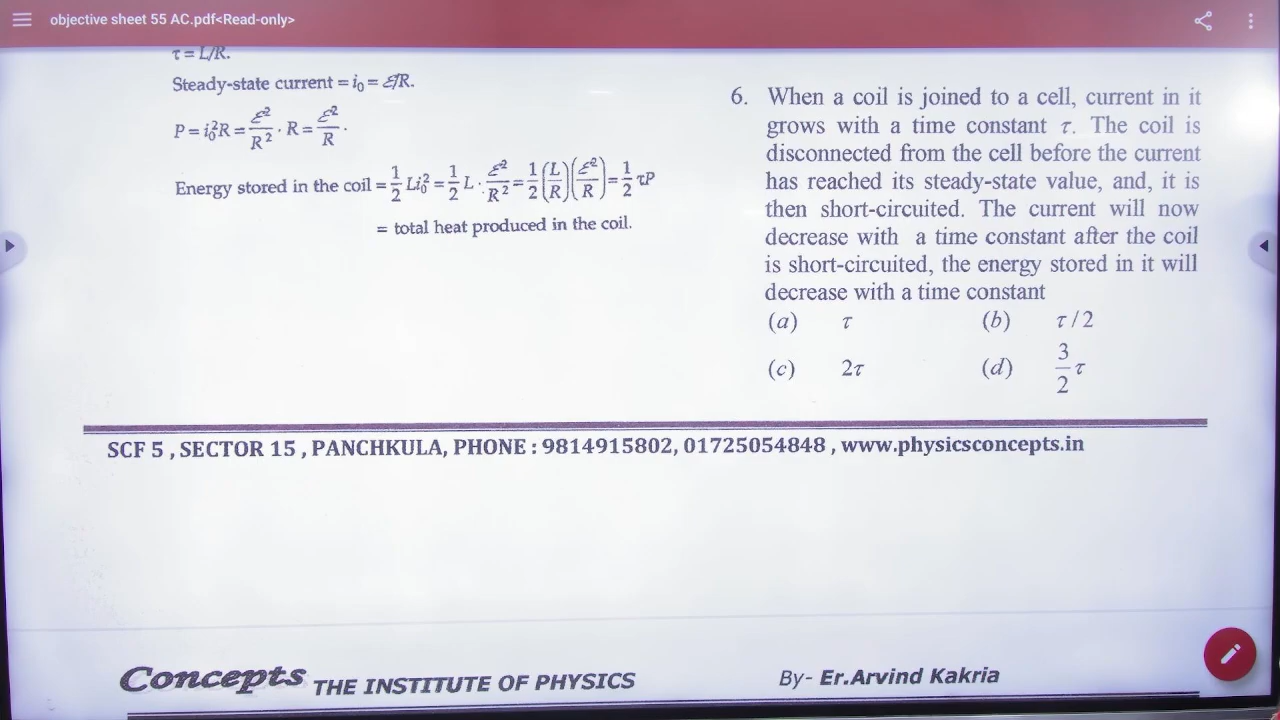 objective sheet 55 AC.pdf<Read-only>
τ = L/R.
Steady-state current = i₀ = ℰ/R.
P = i₀²R = ℰ²/R² · R = ℰ²/R ·
Energy stored in the coil = 1/2 Li₀² = 1/2 L · ℰ²/R² = 1/2 (L/R)(ℰ²/R) = 1/2 τP
= total heat produced in the coil.
6. When a coil is joined to a cell, current in it
grows with a time constant τ. The coil is
disconnected from the cell before the current
has reached its steady-state value, and, it is
then short-circuited. The current will now
decrease with a time constant after the coil
is short-circuited, the energy stored in it will
decrease with a time constant
(a) τ (b) τ/2
(c) 2τ (d) 3/2 τ
SCF 5 , SECTOR 15 , PANCHKULA, PHONE : 9814915802, 01725054848 , www.physicsconcepts.in
Concepts THE INSTITUTE OF PHYSICS By- Er.Arvind Kakria